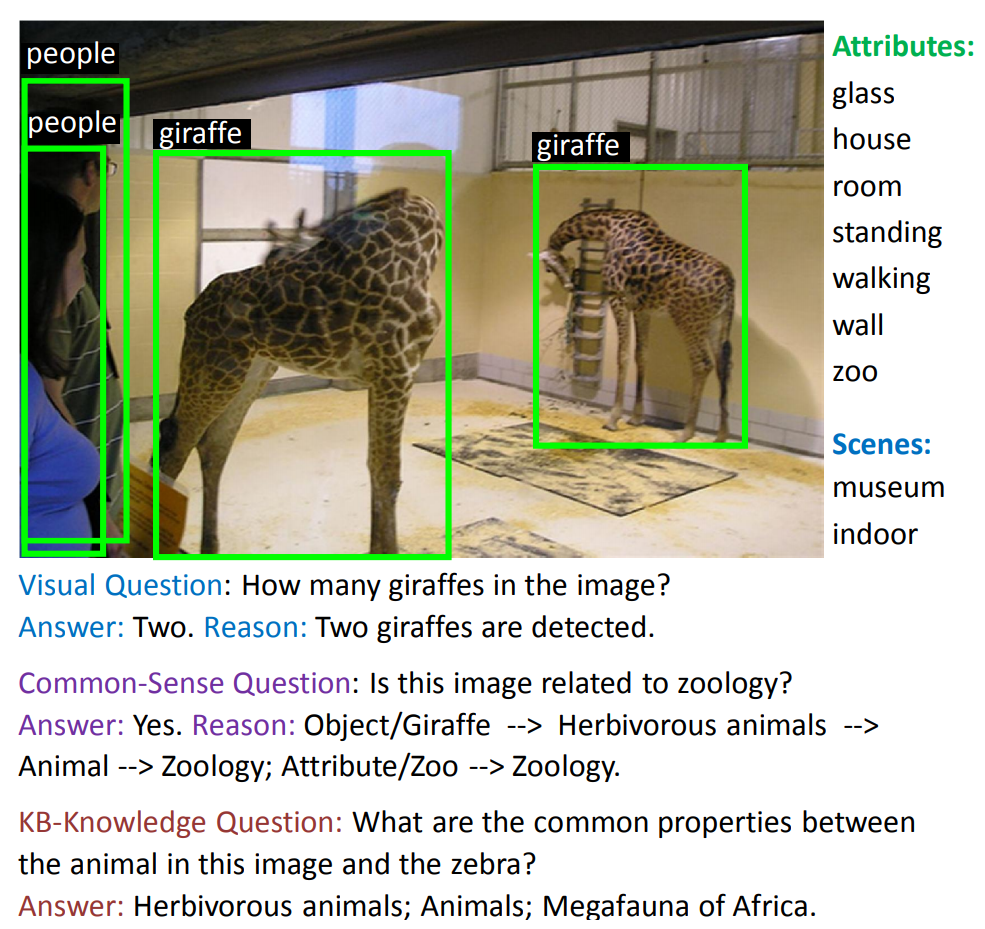 people
people
giraffe
giraffe
Attributes:
glass
house
room
standing
walking
wall
zoo
Scenes:
museum
indoor
Visual Question: How many giraffes in the image?
Answer: Two. Reason: Two giraffes are detected.
Common-Sense Question: Is this image related to zoology?
Answer: Yes. Reason: Object/Giraffe --> Herbivorous animals -->
Animal --> Zoology; Attribute/Zoo --> Zoology.
KB-Knowledge Question: What are the common properties between
the animal in this image and the zebra?
Answer: Herbivorous animals; Animals; Megafauna of Africa.